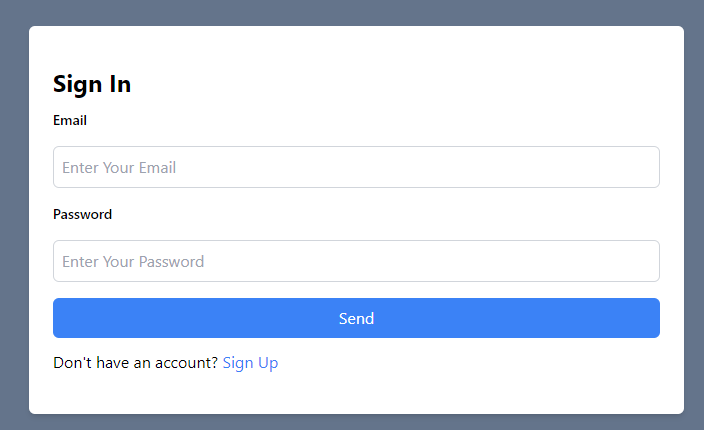 Sign In
Email
Enter Your Email
Password
Enter Your Password
Send
Don't have an account? Sign Up